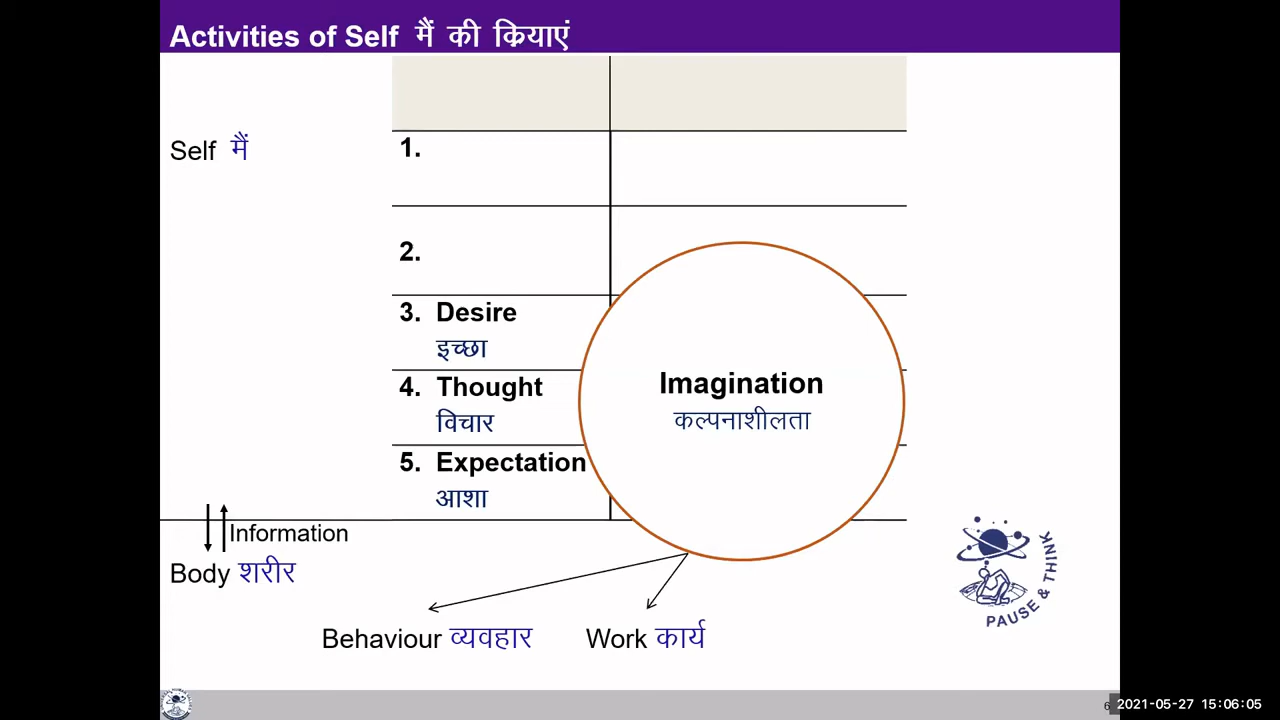 Activities of Self मैं की क्रियाएं
Self मैं
1.
2.
3. Desire
इच्छा
4. Thought
विचार
5. Expectation
आशा
Imagination
कल्पनाशीलता
Information
Body शरीर
Behaviour व्यवहार
Work कार्य
PAUSE & THINK
6
2021-05-27 15:06:05